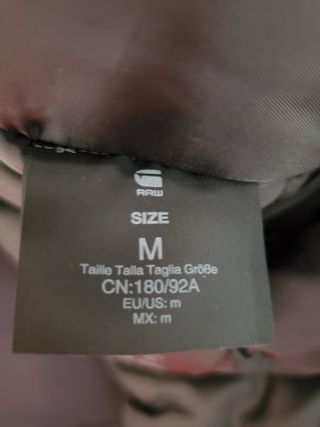 RAW
SIZE
M
Taille Talla Taglia Größe
CN:180/92A
EU/US: m
MX: m